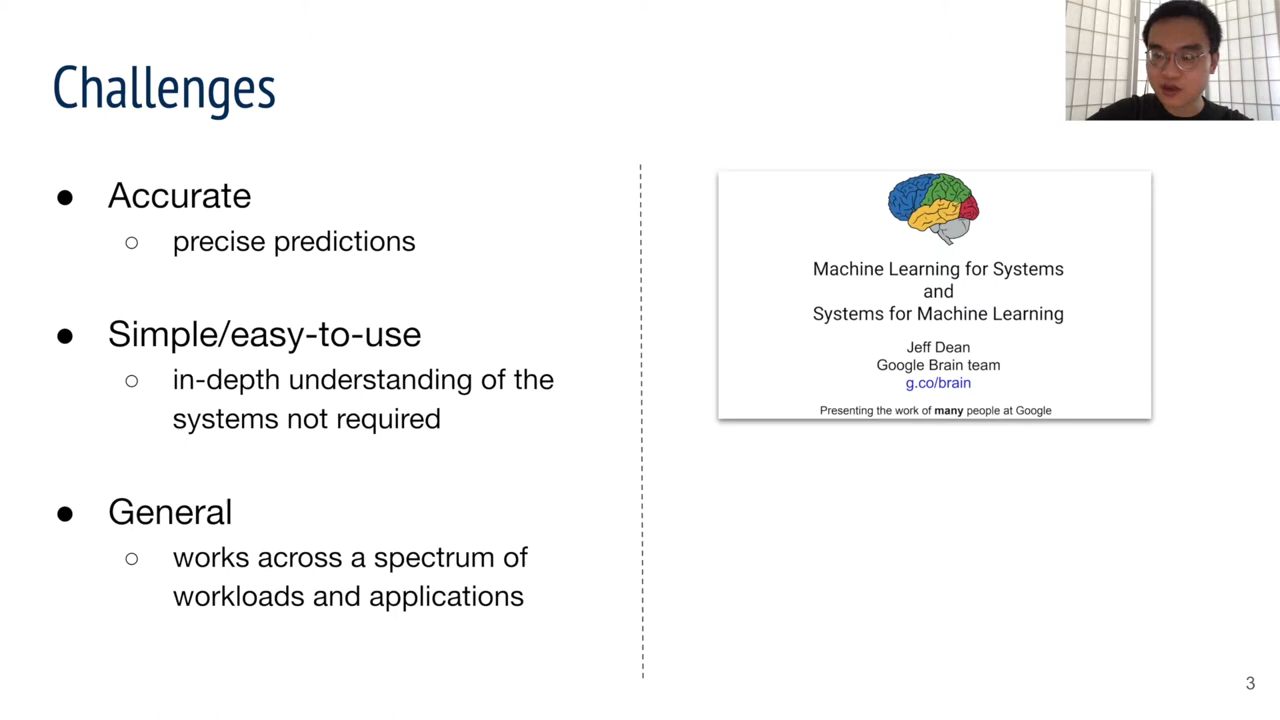 Challenges
● Accurate
○ precise predictions
● Simple/easy-to-use
○ in-depth understanding of the
systems not required
● General
○ works across a spectrum of
workloads and applications
Machine Learning for Systems
and
Systems for Machine Learning
Jeff Dean
Google Brain team
g.co/brain
Presenting the work of many people at Google
3